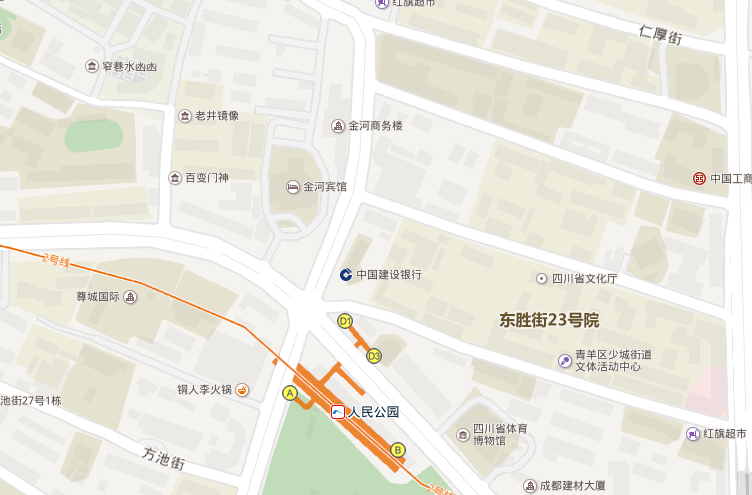 红旗超市
仁厚街
窄巷水函函
老井镜像
金河商务楼
百变门神
金河宾馆
中国工商
2号线
中国建设银行
四川省文化厅
尊城国际
东胜街23号院
D1
D3
青羊区少城街道
文体活动中心
铜人李火锅
A
人民公园
池街27号1栋
四川省体育
博物馆
红旗超市
B
方池街
成都建材大厦
2号线